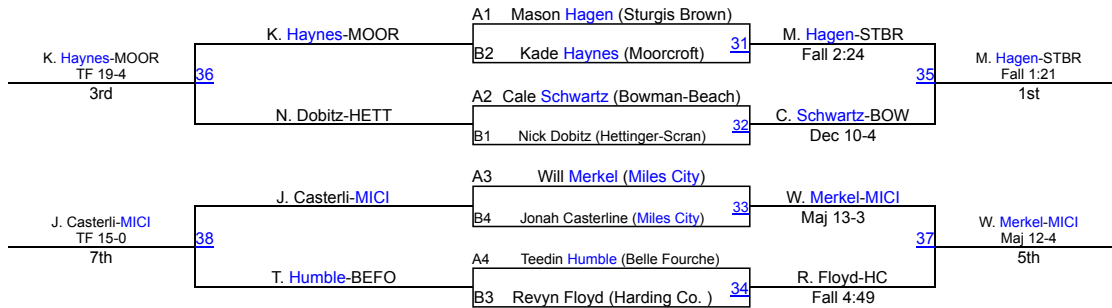 A1 Mason Hagen (Sturgis Brown)
K. Haynes-MOOR
31
M. Hagen-STBR
B2 Kade Haynes (Moorcroft)
Fall 2:24
K. Haynes-MOOR
TF 19-4
3rd
36
35
M. Hagen-STBR
Fall 1:21
1st
A2 Cale Schwartz (Bowman-Beach)
N. Dobitz-HETT
32
C. Schwartz-BOW
B1 Nick Dobitz (Hettinger-Scran)
Dec 10-4
A3 Will Merkel (Miles City)
J. Casterli-MICI
33
W. Merkel-MICI
B4 Jonah Casterline (Miles City)
Maj 13-3
J. Casterli-MICI
TF 15-0
7th
38
37
W. Merkel-MICI
Maj 12-4
5th
A4 Teedin Humble (Belle Fourche)
T. Humble-BEFO
34
R. Floyd-HC
B3 Revyn Floyd (Harding Co. )
Fall 4:49